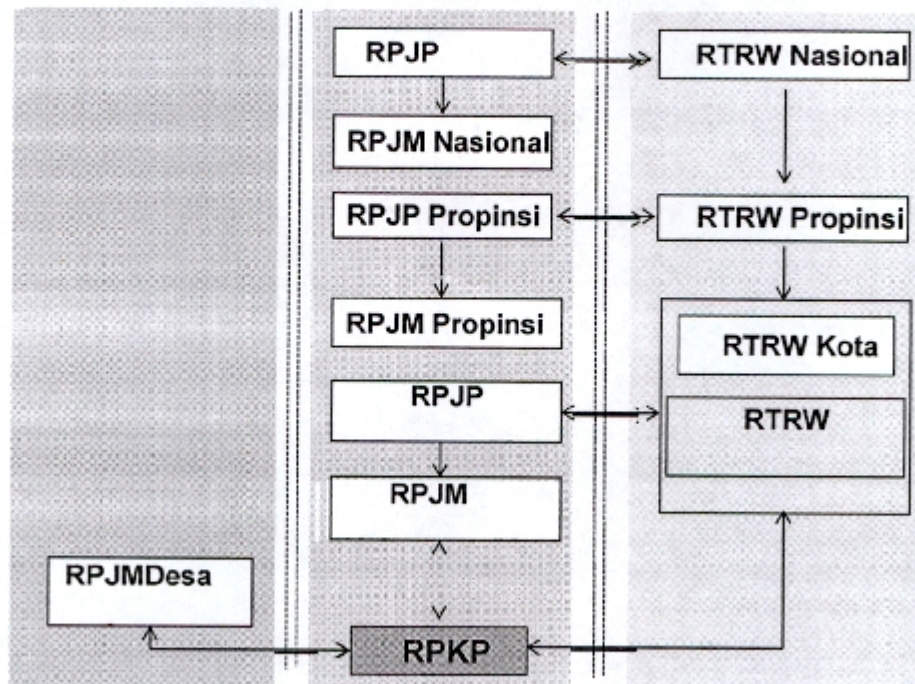 RPJP
RTRW Nasional
RPJM Nasional
RPJP Propinsi
RTRW Propinsi
RPJM Propinsi
RTRW Kota
RPJP
RTRW
RPJM
RPJMDesa
RPKP